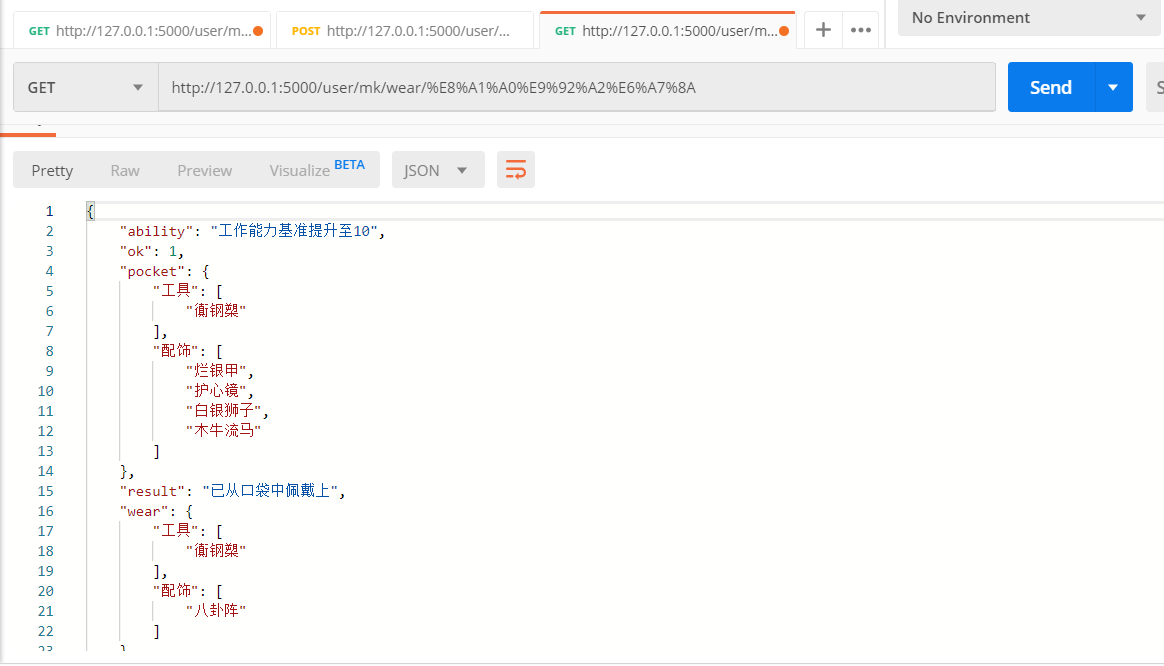 GET http://127.0.0.1:5000/user/m... POST http://127.0.0.1:5000/user/... GET http://127.0.0.1:5000/user/m... No Environment
GET http://127.0.0.1:5000/user/mk/wear/%E8%A1%A0%E9%92%A2%E6%A7%8A Send
Pretty Raw Preview Visualize BETA JSON
1 {
2 "ability": "工作能力基准提升至10",
3 "ok": 1,
4 "pocket": {
5 "工具": [
6 "衠钢槊"
7 ],
8 "配饰": [
9 "烂银甲",
10 "护心镜",
11 "白银狮子",
12 "木牛流马"
13 ]
14 },
15 "result": "已从口袋中佩戴上",
16 "wear": {
17 "工具": [
18 "衠钢槊"
19 ],
20 "配饰": [
21 "八卦阵"
22 ]
23 }